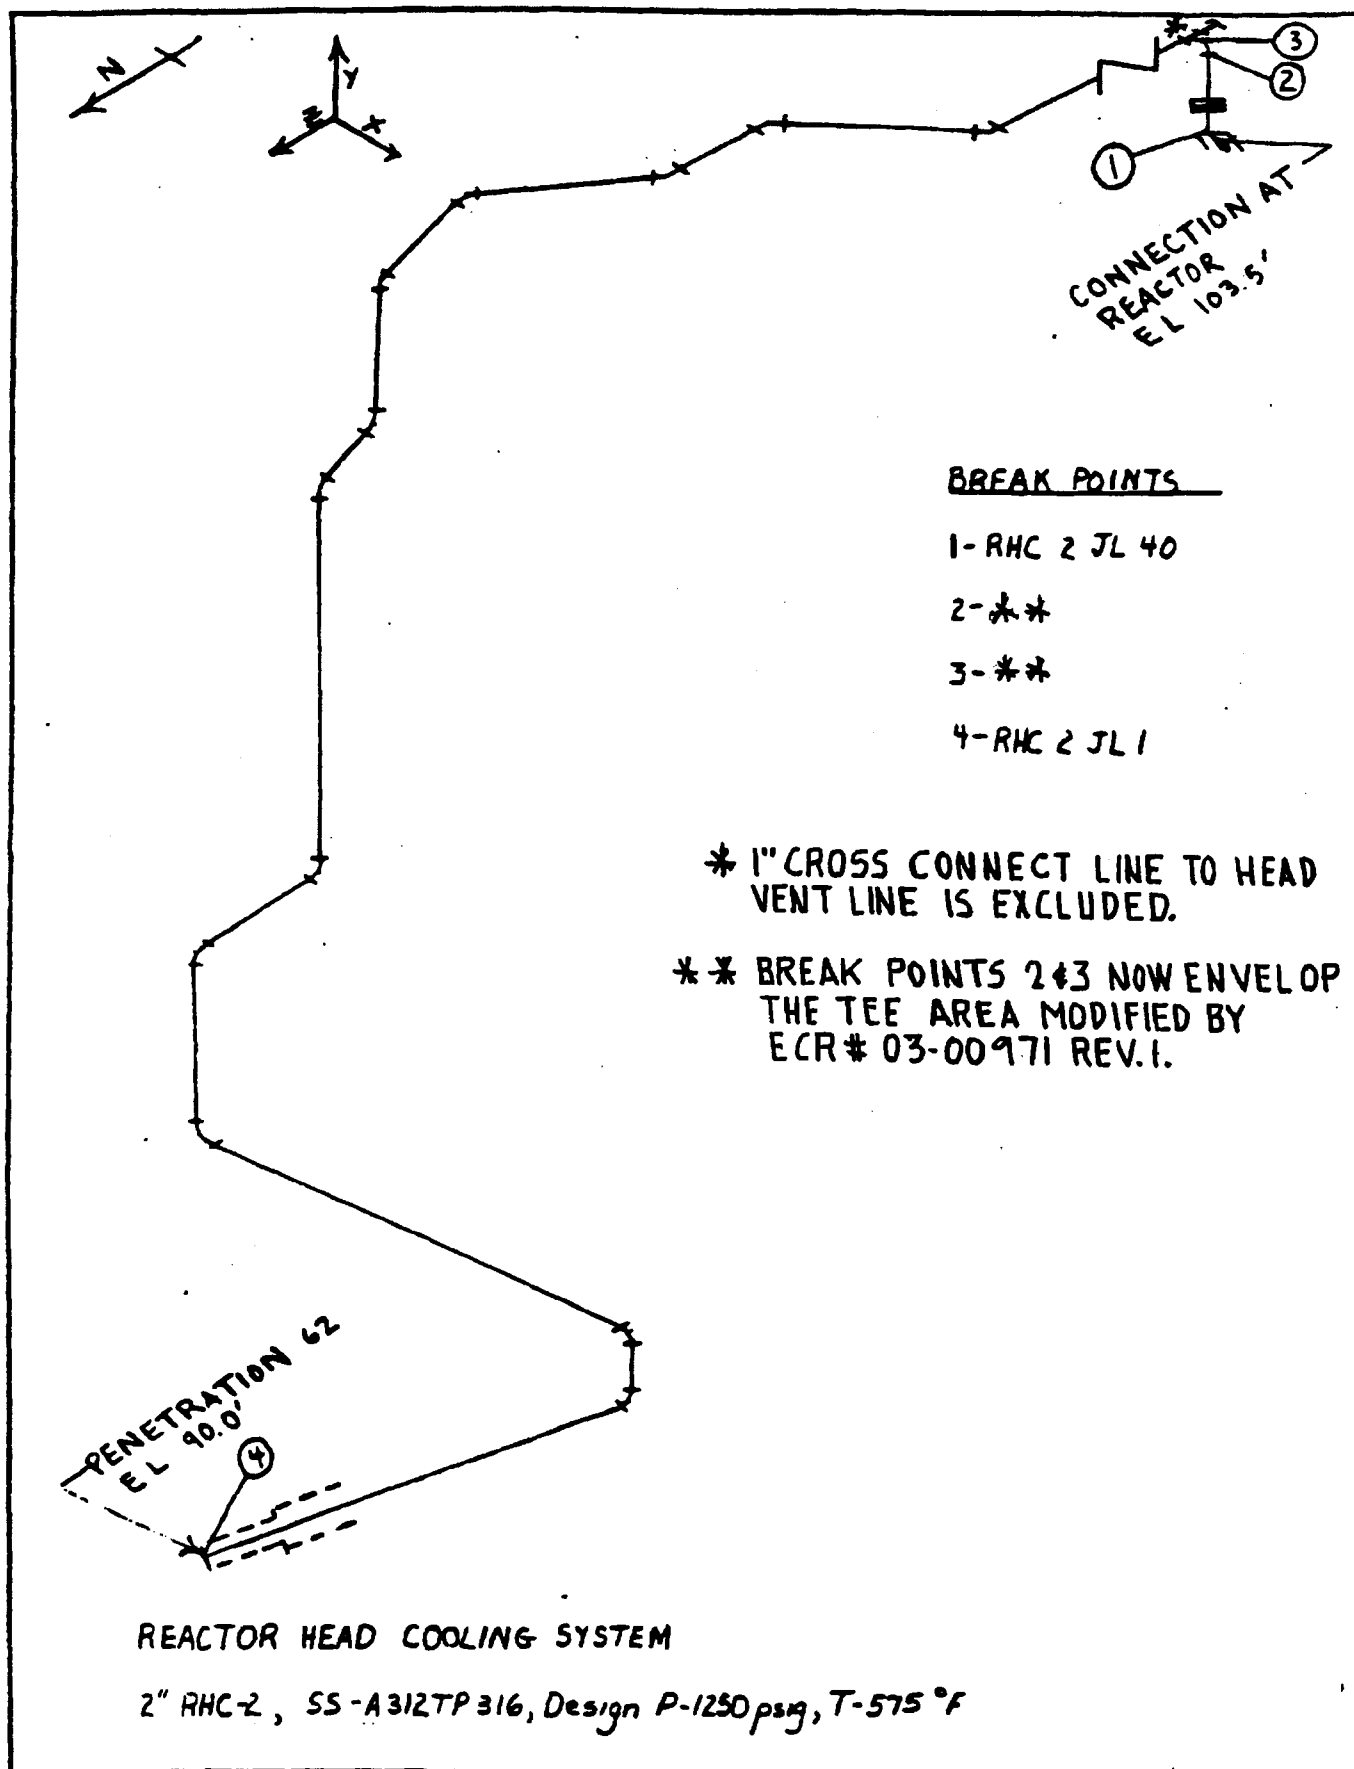 N
Y
Z
X
*
3
2
1
CONNECTION AT
REACTOR
EL 103.5'
BREAK POINTS
1- RHC 2 JL 40
2- **
3- **
4- RHC 2 JL 1
* 1" CROSS CONNECT LINE TO HEAD
VENT LINE IS EXCLUDED.
** BREAK POINTS 2&3 NOW ENVELOP
THE TEE AREA MODIFIED BY
ECR# 03-00971 REV.1.
PENETRATION 62
EL 90.0'
4
REACTOR HEAD COOLING SYSTEM
2" RHC-2, SS-A312TP316, Design P-1250psig, T-575°F